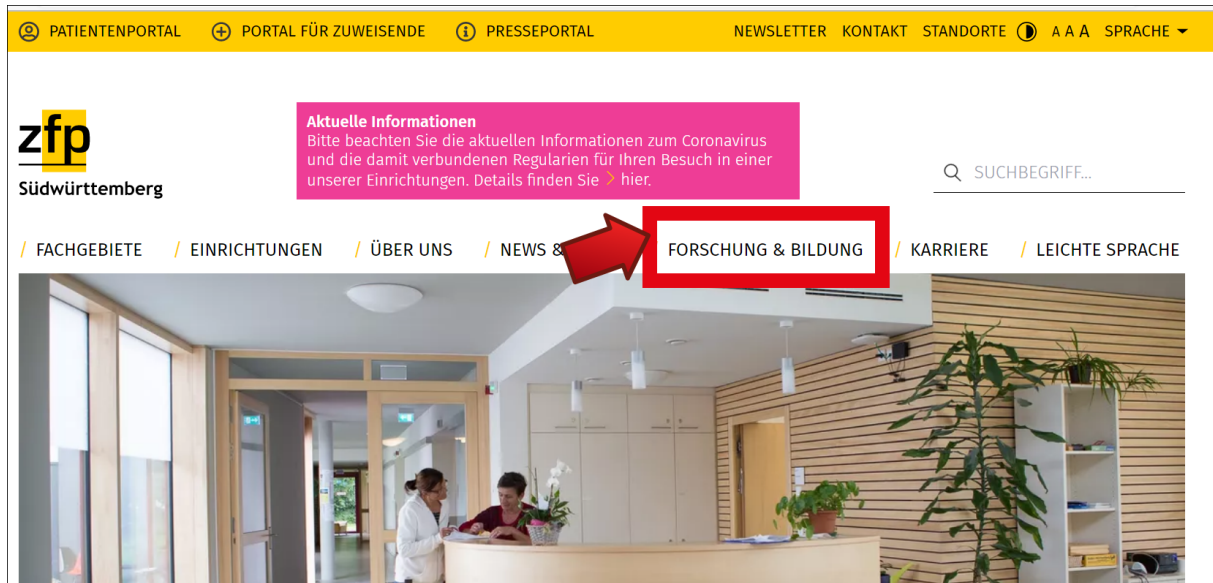 PATIENTENPORTAL PORTAL FÜR ZUWEISENDE PRESSEPORTAL NEWSLETTER KONTAKT STANDORTE A A A SPRACHE
zfp
Südwürttemberg
Aktuelle Informationen
Bitte beachten Sie die aktuellen Informationen zum Coronavirus
und die damit verbundenen Regularien für Ihren Besuch in einer
unserer Einrichtungen. Details finden Sie > hier.
SUCHBEGRIFF...
/ FACHGEBIETE / EINRICHTUNGEN / ÜBER UNS / NEWS & FORSCHUNG & BILDUNG / KARRIERE / LEICHTE SPRACHE